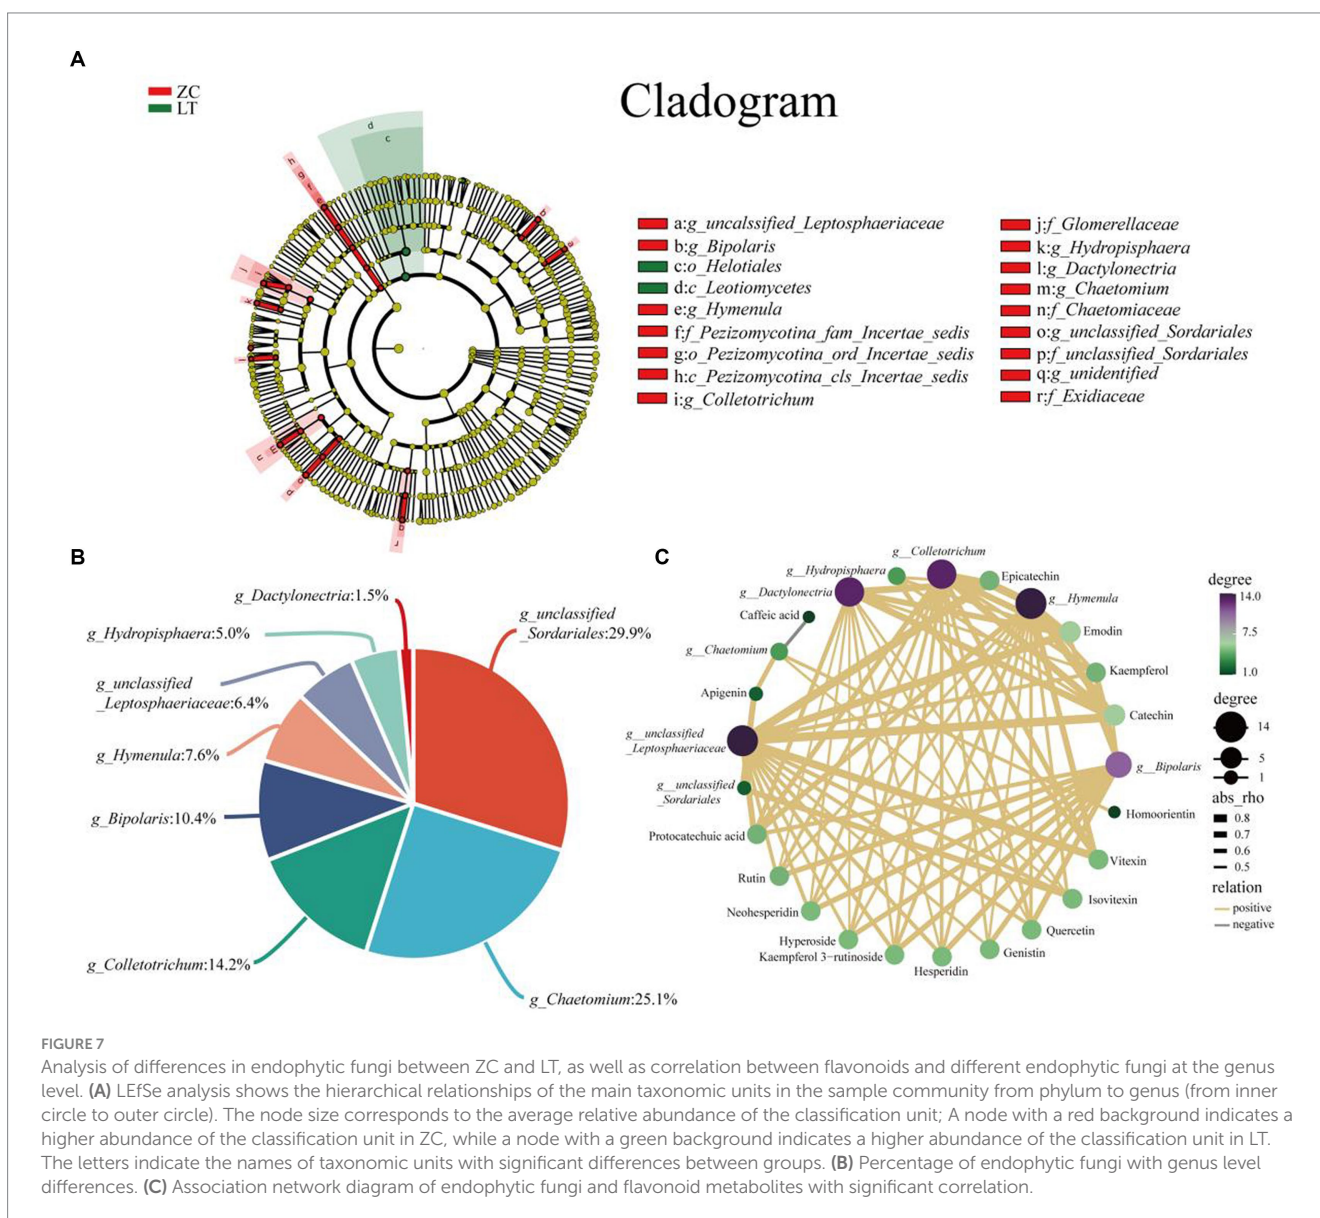 A
ZC
LT
Cladogram
d
c
h
g
f
e
b
a
j
i
k
l
n
m
p
o
q
r
a:g_uncalssified_Leptosphaeriaceae
b:g_Bipolaris
c:o_Helotiales
d:c_Leotiomycetes
e:g_Hymenula
f:f_Pezizomycotina_fam_Incertae_sedis
g:o_Pezizomycotina_ord_Incertae_sedis
h:c_Pezizomycotina_cls_Incertae_sedis
i:g_Colletotrichum
j:f_Glomerellaceae
k:g_Hydropisphaera
l:g_Dactylonectria
m:g_Chaetomium
n:f_Chaetomiaceae
o:g_unclassified_Sordariales
p:f_unclassified_Sordariales
q:g_unidentified
r:f_Exidiaceae
B
g_Dactylonectria:1.5%
g_Hydropisphaera:5.0%
g_unclassified
_Leptosphaeriaceae:6.4%
g_Hymenula:7.6%
g_Bipolaris:10.4%
g_Colletotrichum:14.2%
g_unclassified
_Sordariales:29.9%
g_Chaetomium:25.1%
C
g__Colletotrichum
g__Hydropisphaera
Epicatechin
g__Dactylonectria
g__Hymenula
Caffeic acid
Emodin
g__Chaetomium
Kaempferol
Apigenin
Catechin
g__unclassified
_Leptosphaeriaceae
g__Bipolaris
g__unclassified
_Sordariales
Homoorientin
Protocatechuic acid
Vitexin
Rutin
Isovitexin
Neohesperidin
Quercetin
Hyperoside
Genistin
Kaempferol 3−rutinoside
Hesperidin
degree
14.0
7.5
1.0
degree
14
5
1
abs_rho
0.8
0.7
0.6
0.5
relation
positive
negative
FIGURE 7
Analysis of differences in endophytic fungi between ZC and LT, as well as correlation between flavonoids and different endophytic fungi at the genus
level. (A) LEfSe analysis shows the hierarchical relationships of the main taxonomic units in the sample community from phylum to genus (from inner
circle to outer circle). The node size corresponds to the average relative abundance of the classification unit; A node with a red background indicates a
higher abundance of the classification unit in ZC, while a node with a green background indicates a higher abundance of the classification unit in LT.
The letters indicate the names of taxonomic units with significant differences between groups. (B) Percentage of endophytic fungi with genus level
differences. (C) Association network diagram of endophytic fungi and flavonoid metabolites with significant correlation.